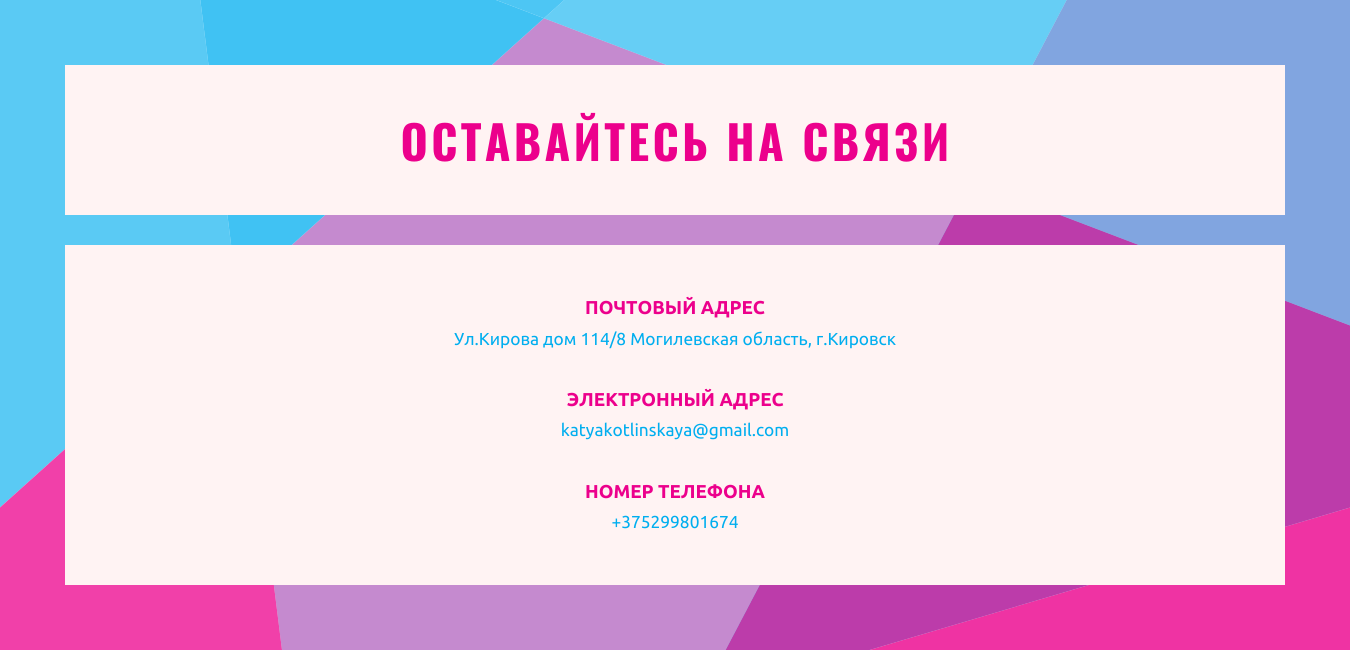 ОСТАВАЙТЕСЬ НА СВЯЗИ
ПОЧТОВЫЙ АДРЕС
Ул.Кирова дом 114/8 Могилевская область, г.Кировск
ЭЛЕКТРОННЫЙ АДРЕС
katyakotlinskaya@gmail.com
НОМЕР ТЕЛЕФОНА
+375299801674